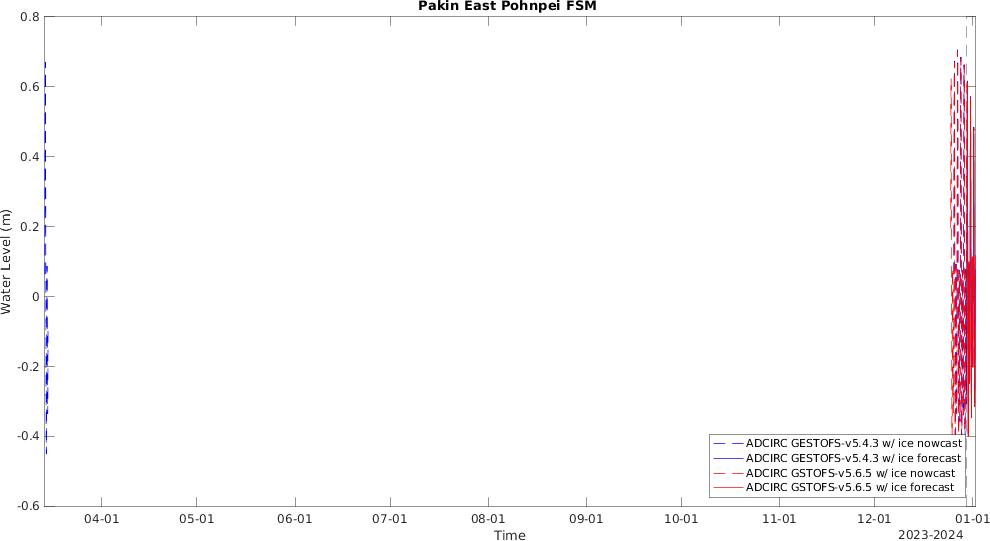 Pakin East Pohnpei FSM
Water Level (m)
0.8
0.6
0.4
0.2
0
-0.2
-0.4
-0.6
ADCIRC GESTOFS-v5.4.3 w/ ice nowcast
ADCIRC GESTOFS-v5.4.3 w/ ice forecast
ADCIRC GSTOFS-v5.6.5 w/ ice nowcast
ADCIRC GSTOFS-v5.6.5 w/ ice forecast
04-01 05-01 06-01 07-01 08-01 09-01 10-01 11-01 12-01 01-01
Time
2023-2024